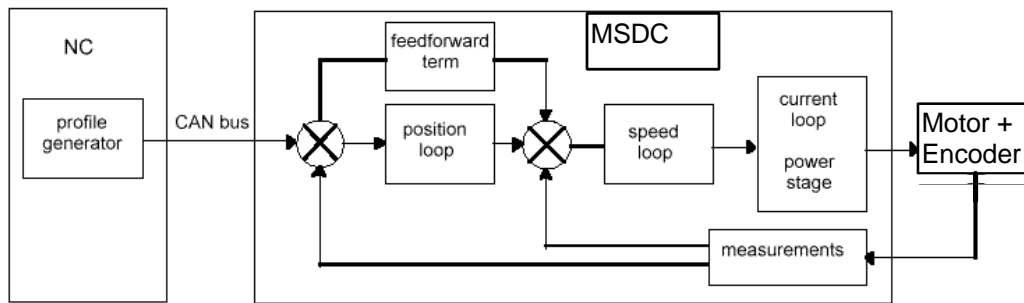 NC
profile
generator
CAN bus
MSDC
feedforward
term
position
loop
speed
loop
current
loop
power
stage
Motor +
Encoder
measurements